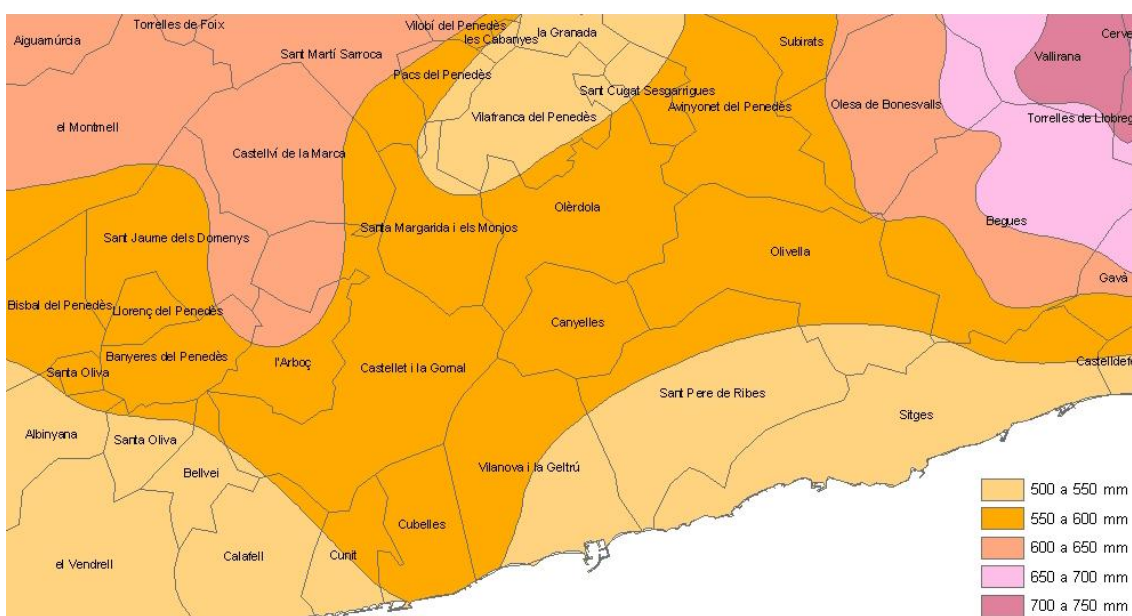 Torrelles de Foix
Vilobí del Penedès
la Granada
Aiguamúrcia
les Cabanyes
Subirats
Sant Martí Sarroca
Vallirana
Pacs del Penedès
Sant Cugat Sesgarrigues
Avinyonet del Penedès
Olesa de Bonesvalls
Vilafranca del Penedès
Torrelles de Llobreg
el Montmell
Castellví de la Marca
Olèrdola
Begues
Santa Margarida i els Monjos
Sant Jaume dels Domenys
Olivella
Gavà
Bisbal del Penedès
Llorenç del Penedès
Canyelles
Banyeres del Penedès
l'Arboç
Castellet i la Gornal
Santa Oliva
Sant Pere de Ribes
Sitges
Albinyana
Santa Oliva
Bellvei
Vilanova i la Geltrú
500 a 550 mm
550 a 600 mm
Cubelles
600 a 650 mm
el Vendrell
Calafell
Cunit
650 a 700 mm
700 a 750 mm